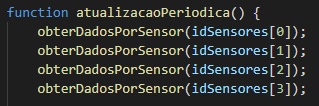 function atualizacaoPeriodica() {
    obterDadosPorSensor(idSensores[0]);
    obterDadosPorSensor(idSensores[1]);
    obterDadosPorSensor(idSensores[2]);
    obterDadosPorSensor(idSensores[3]);